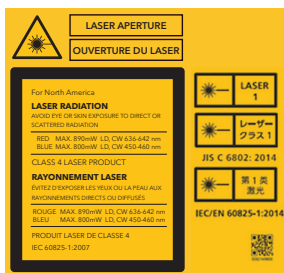 LASER APERTURE
OUVERTURE DU LASER
For North America
LASER RADIATION
AVOID EYE OR SKIN EXPOSURE TO DIRECT OR
SCATTERED RADIATION
RED MAX. 890mW LD, CW 636-642 nm
BLUE MAX. 800mW LD, CW 450-460 nm
CLASS 4 LASER PRODUCT
RAYONNEMENT LASER
ÉVITEZ D'EXPOSER LES YEUX OU LA PEAU AUX
RAYONNEMENTS DIRECTS OU DIFFUSÉS
ROUGE MAX. 890mW LD, CW 636-642 nm
BLEU MAX. 800mW LD, CW 450-460 nm
PRODUIT LASER DE CLASSE 4
IEC 60825-1:2007
LASER
1
レーザー
クラス 1
JIS C 6802: 2014
第 1 类
激光
IEC/EN 60825-1:2014